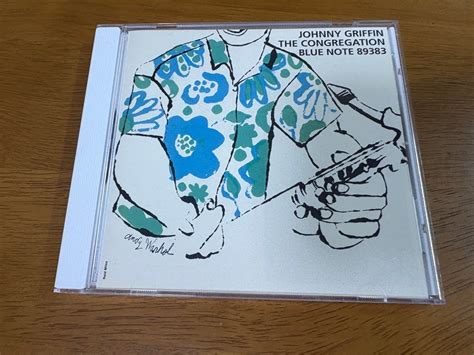 JOHNNY GRIFFIN
THE CONGREGATION
BLUE NOTE 89383
Andy Warhol